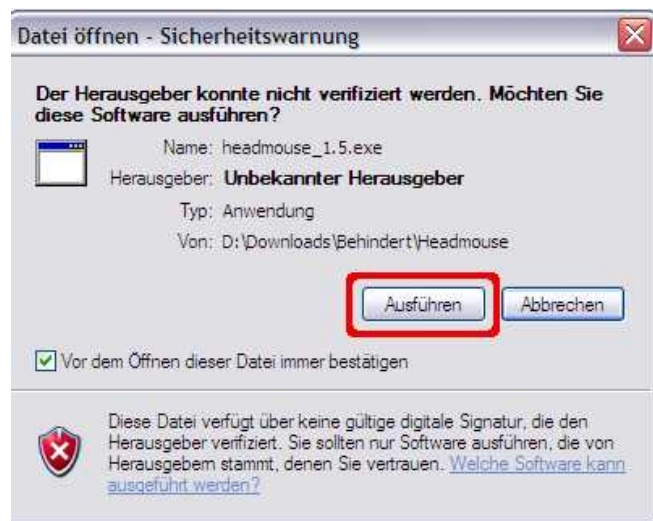 Datei öffnen - Sicherheitswarnung
Der Herausgeber konnte nicht verifiziert werden. Möchten Sie
diese Software ausführen?
Name: headmouse_1.5.exe
Herausgeber: Unbekannter Herausgeber
Typ: Anwendung
Von: D:\Downloads\Behindert\Headmouse
Ausführen Abbrechen
Vor dem Öffnen dieser Datei immer bestätigen
Diese Datei verfügt über keine gültige digitale Signatur, die den
Herausgeber verifiziert. Sie sollten nur Software ausführen, die von
Herausgebern stammt, denen Sie vertrauen. Welche Software kann
ausgeführt werden?